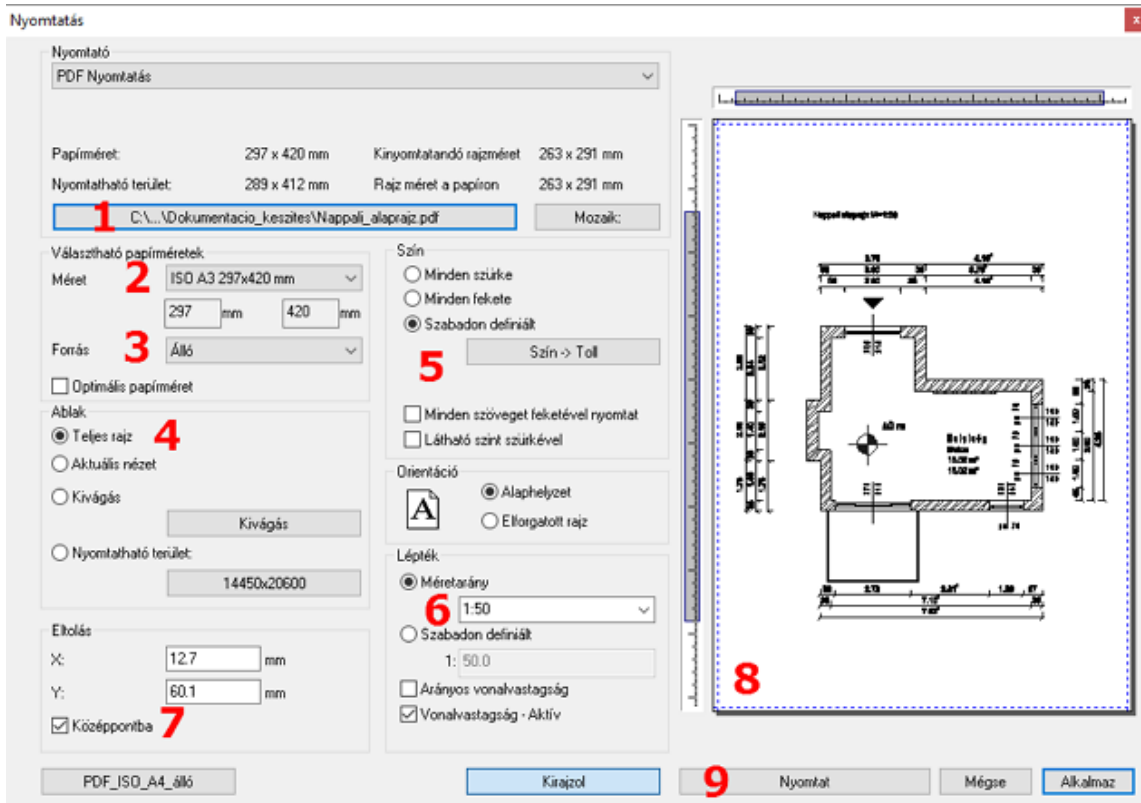 Nyomtatás
x
Nyomtató
PDF Nyomtatás
Papírméret: 297 x 420 mm Kinyomtatandó rajzméret 263 x 291 mm
Nyomtatható terület: 289 x 412 mm Rajz méret a papíron 263 x 291 mm
1 C:\...\Dokumentacio_keszites\Nappali_alaprajz.pdf Mozaik:
Választható papírméretek
Méret 2 ISO A3 297x420 mm
297 mm 420 mm
Forrás 3 Álló
Optimális papírméret
Ablak
Teljes rajz 4
Aktuális nézet
Kivágás
Kivágás
Nyomtatható terület:
14450x20600
Eltolás
X: 12.7 mm
Y: 60.1 mm
Középpontba 7
PDF_ISO_A4_álló
Szín
Minden szürke
Minden fekete
Szabadon definiált
5 Szín -> Toll
Minden szöveget feketével nyomtat
Látható színt szürkével
Orientáció
A
Alaphelyzet
Elforgatott rajz
Lépték
Méretarány
6 1:50
Szabadon definiált
1: 50.0
Arányos vonalvastagság
Vonalvastagság - Aktív
Kirajzol
Nappali alaprajz M=1:50
8
9 Nyomtat Mégse Alkalmaz